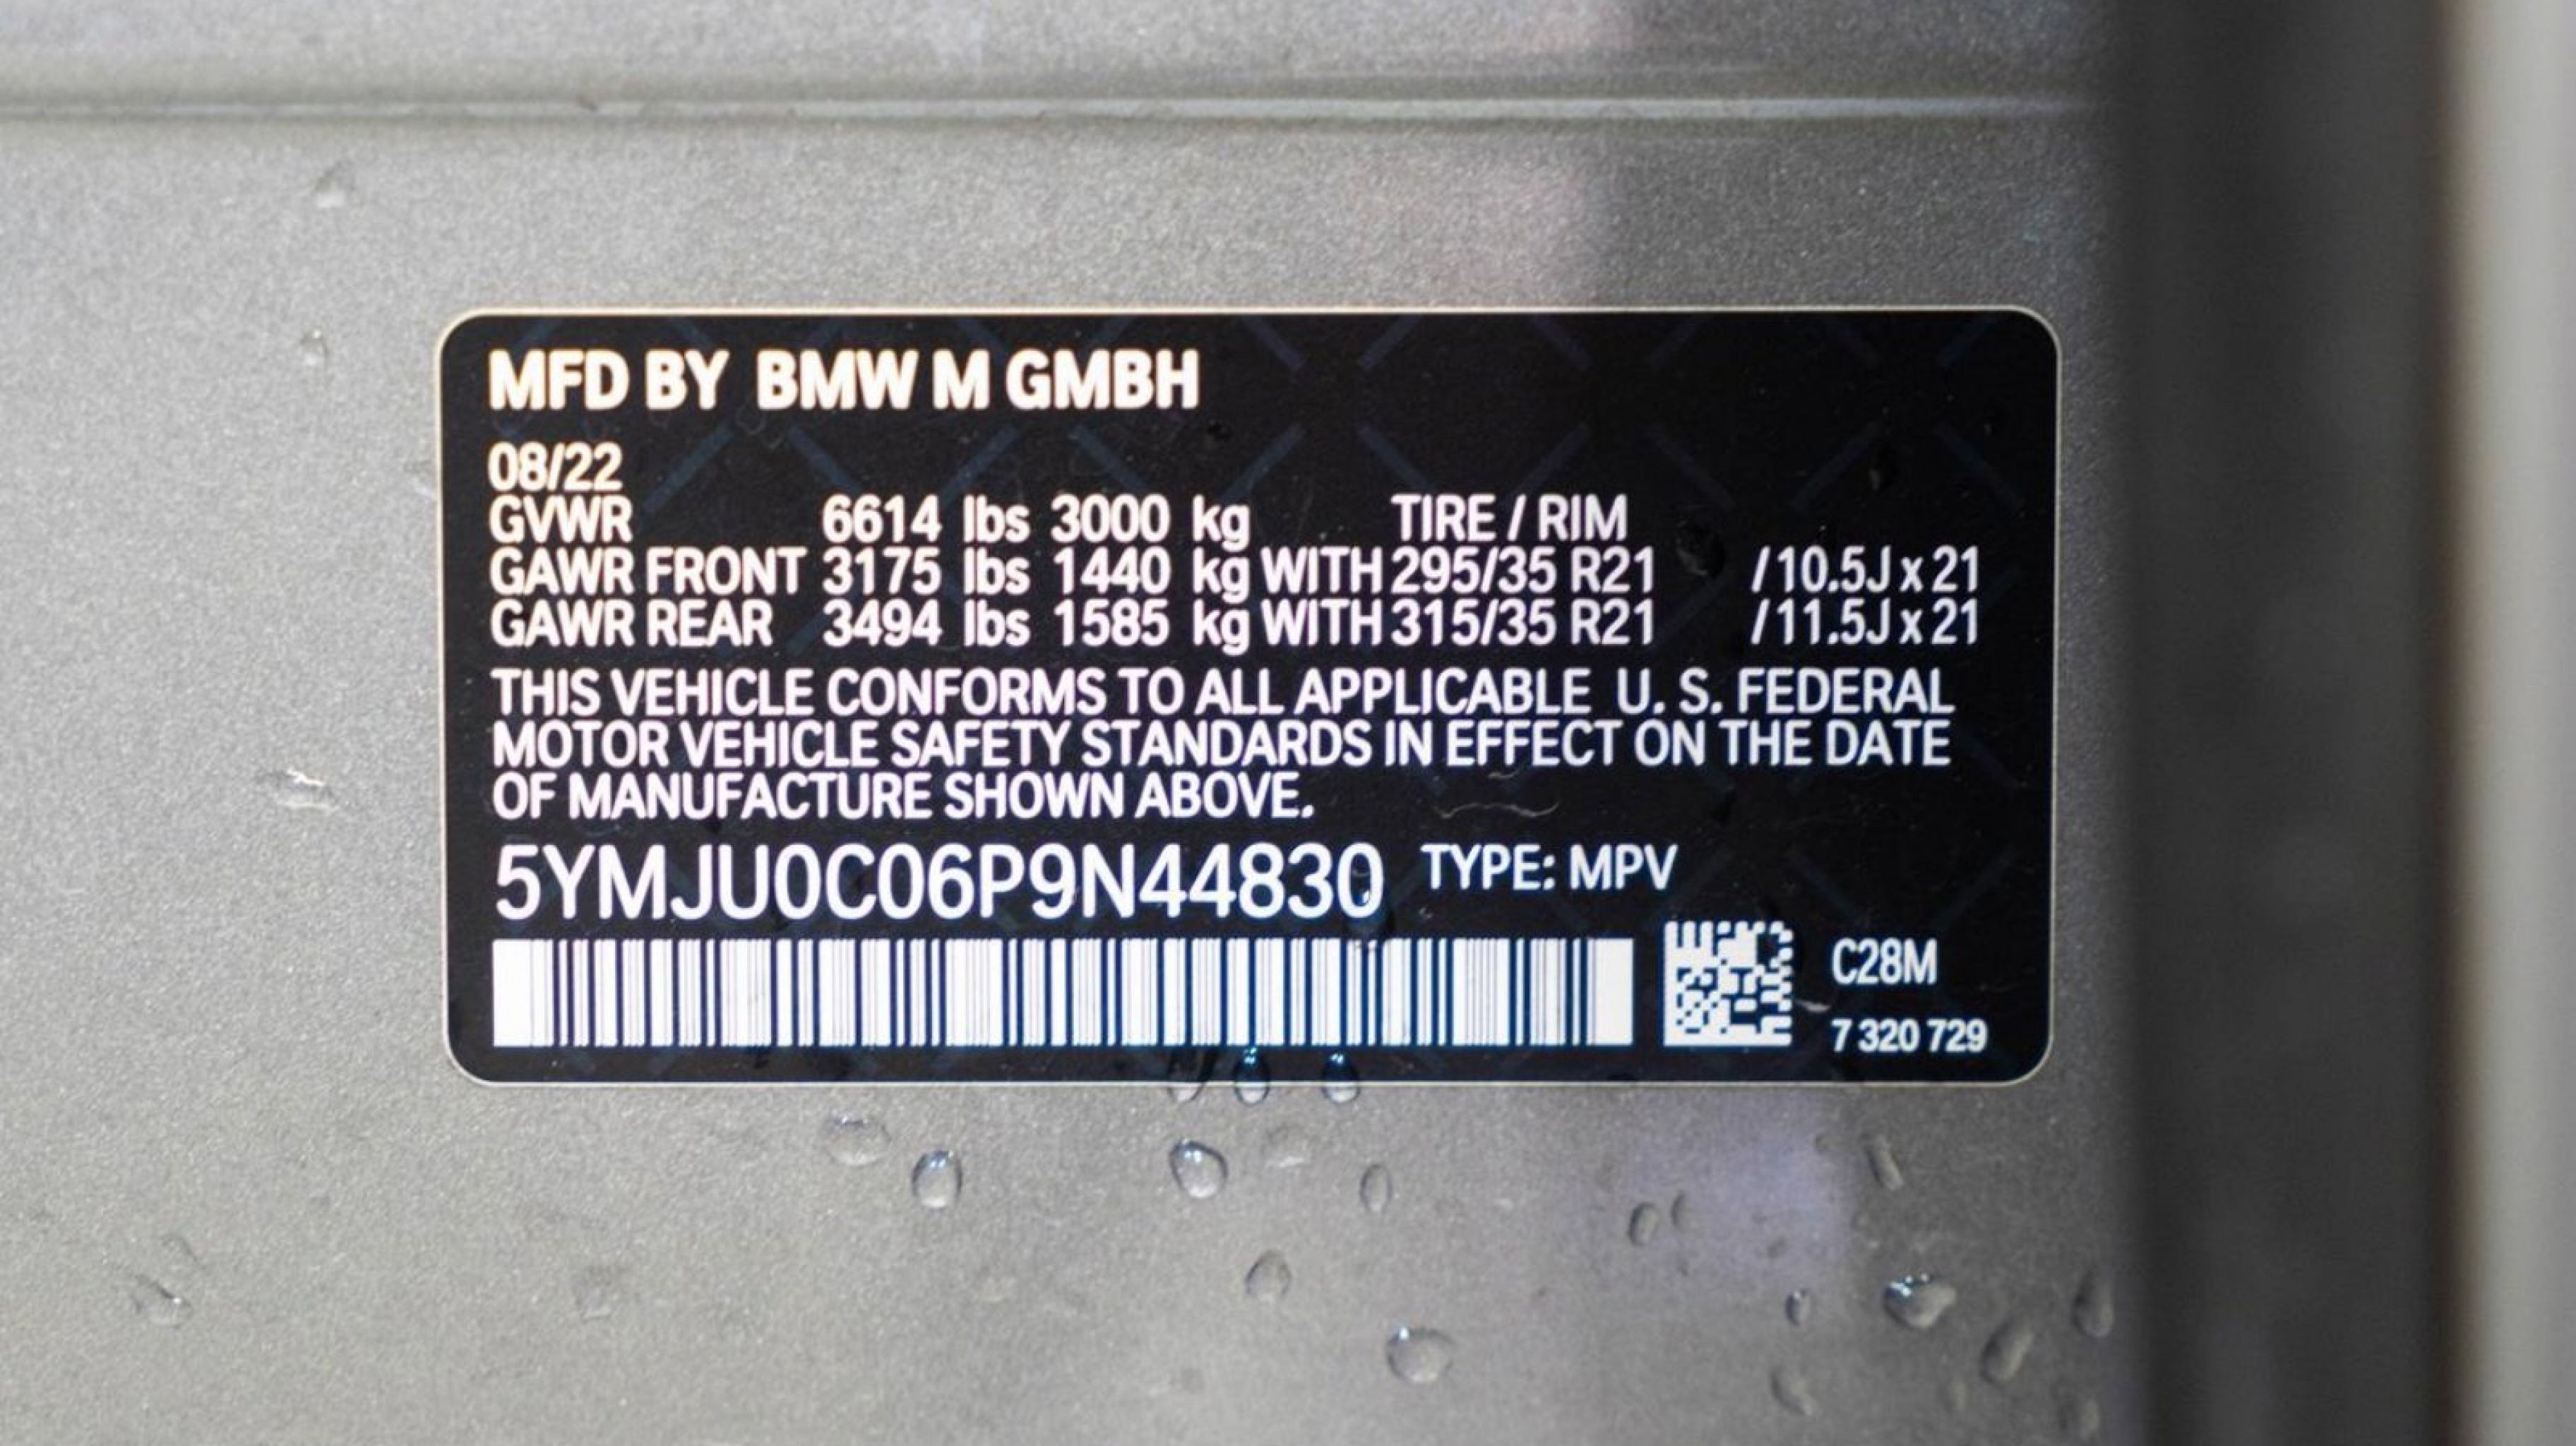 MFD BY BMW M GMBH
08/22
GVWR 6614 lbs 3000 kg TIRE / RIM
GAWR FRONT 3175 lbs 1440 kg WITH 295/35 R21 / 10.5J x 21
GAWR REAR 3494 lbs 1585 kg WITH 315/35 R21 / 11.5J x 21
THIS VEHICLE CONFORMS TO ALL APPLICABLE U. S. FEDERAL
MOTOR VEHICLE SAFETY STANDARDS IN EFFECT ON THE DATE
OF MANUFACTURE SHOWN ABOVE.
5YMJU0C06P9N44830 TYPE: MPV
C28M
7 320 729